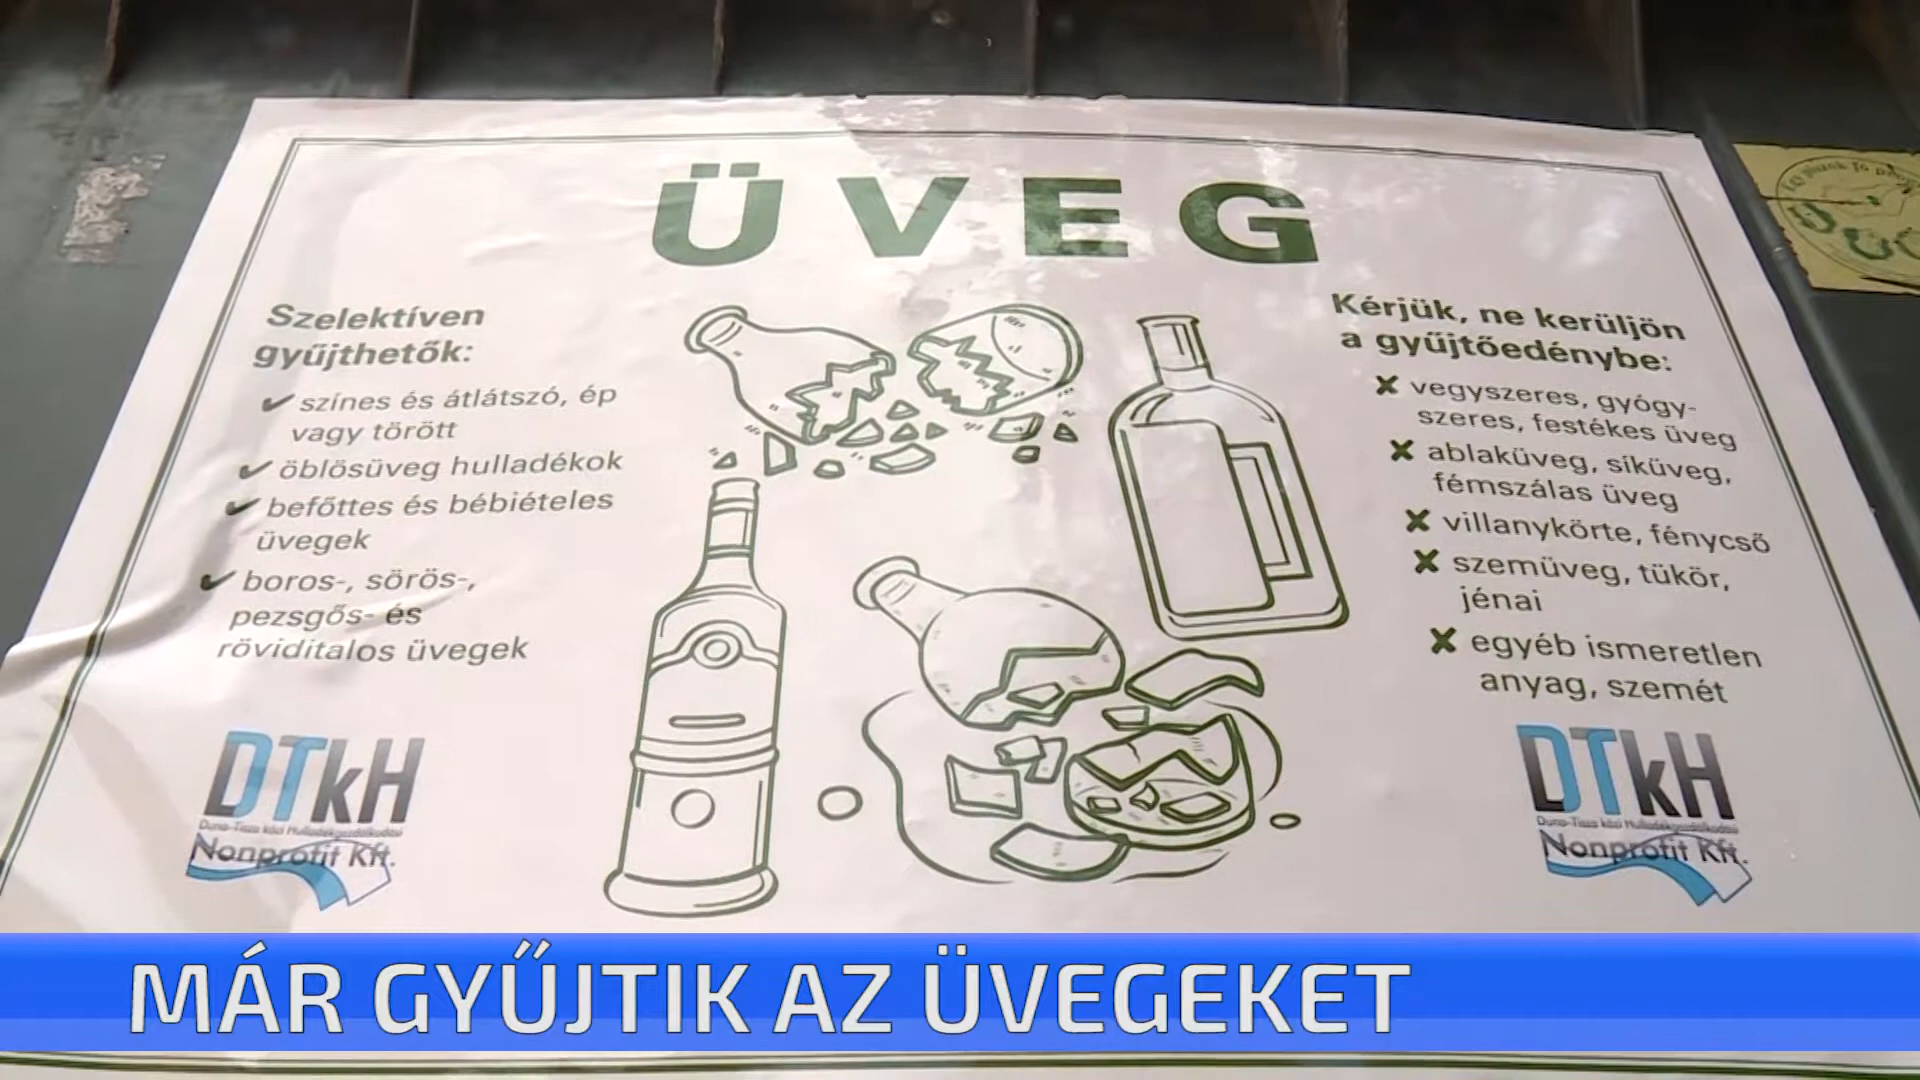 ÜVEG
Szelektíven
gyűjthetők:
✔ színes és átlátszó, ép
vagy törött
✔ öblösüveg hulladékok
✔ befőttes és bébiételes
üvegek
✔ boros-, sörös-,
pezsgős- és
röviditalos üvegek
Kérjük, ne kerüljön
a gyűjtőedénybe:
✘ vegyszeres, gyógy-
szeres, festékes üveg
✘ ablaküveg, síküveg,
fémszálas üveg
✘ villanykörte, fénycső
✘ szemüveg, tükör,
jénai
✘ egyéb ismeretlen
anyag, szemét
DTkH
Duna-Tisza közi Hulladékgazdálkodási
Nonprofit Kft.
DTkH
Duna-Tisza közi Hulladékgazdálkodási
Nonprofit Kft.
MÁR GYŰJTIK AZ ÜVEGEKET